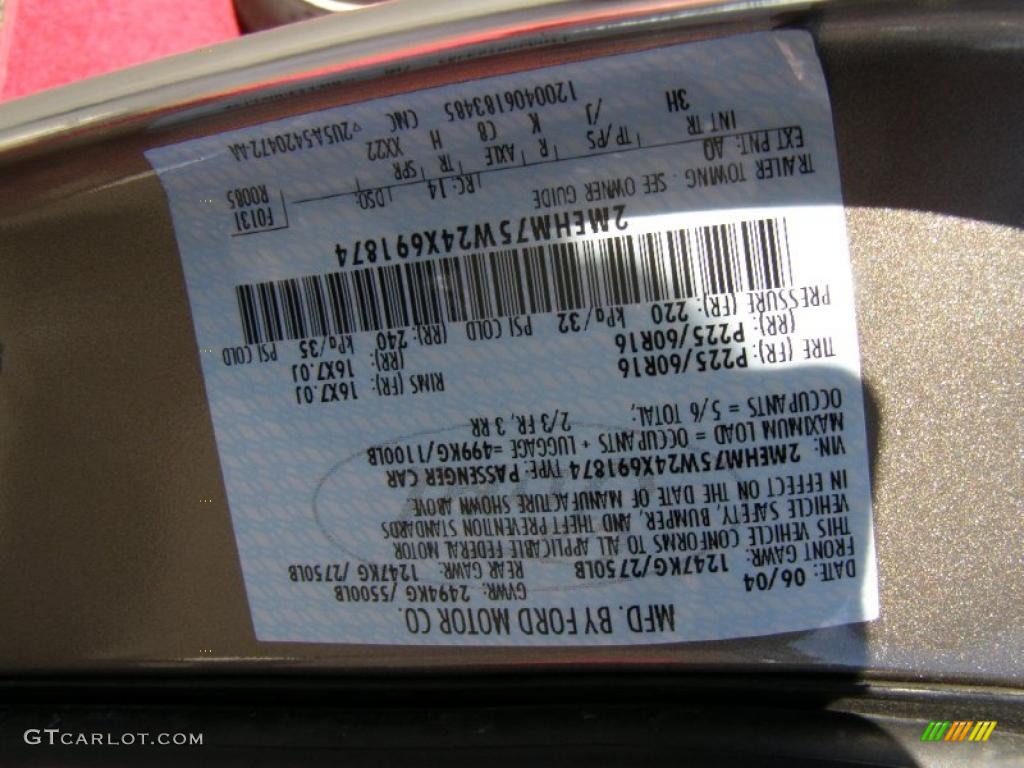 MFD. BY FORD MOTOR CO.
DATE: 06/04 GVWR: 2494KG/5500LB
FRONT GAWR: 1247KG/2750LB REAR GAWR: 1247KG/2750LB
THIS VEHICLE CONFORMS TO ALL APPLICABLE FEDERAL MOTOR
VEHICLE SAFETY, BUMPER, AND THEFT PREVENTION STANDARDS
IN EFFECT ON THE DATE OF MANUFACTURE SHOWN ABOVE.
VIN: 2MEHM75W24X691874 TYPE: PASSENGER CAR
MAXIMUM LOAD = OCCUPANTS + LUGGAGE =499KG/1100LB
OCCUPANTS = 5/6 TOTAL, 2/3 FR, 3 RR
TIRE (FR): P225/60R16 RIMS (FR): 16X7.0J
(RR): P225/60R16 (RR): 16X7.0J
PRESSURE (FR): 220 kPa/32 PSI COLD (RR): 240 kPa/35 PSI COLD
2MEHM75W24X691874
TRAILER TOWING - SEE OWNER GUIDE
F0131
R0085
EXT PNT: AQ RC: 14 DSO:
INT TR TP/PS R AXLE TR SPR
3H /J K C8 H XX22
1200406183485 CNC 2U5A5420472-AA
GTCARLOT.COM